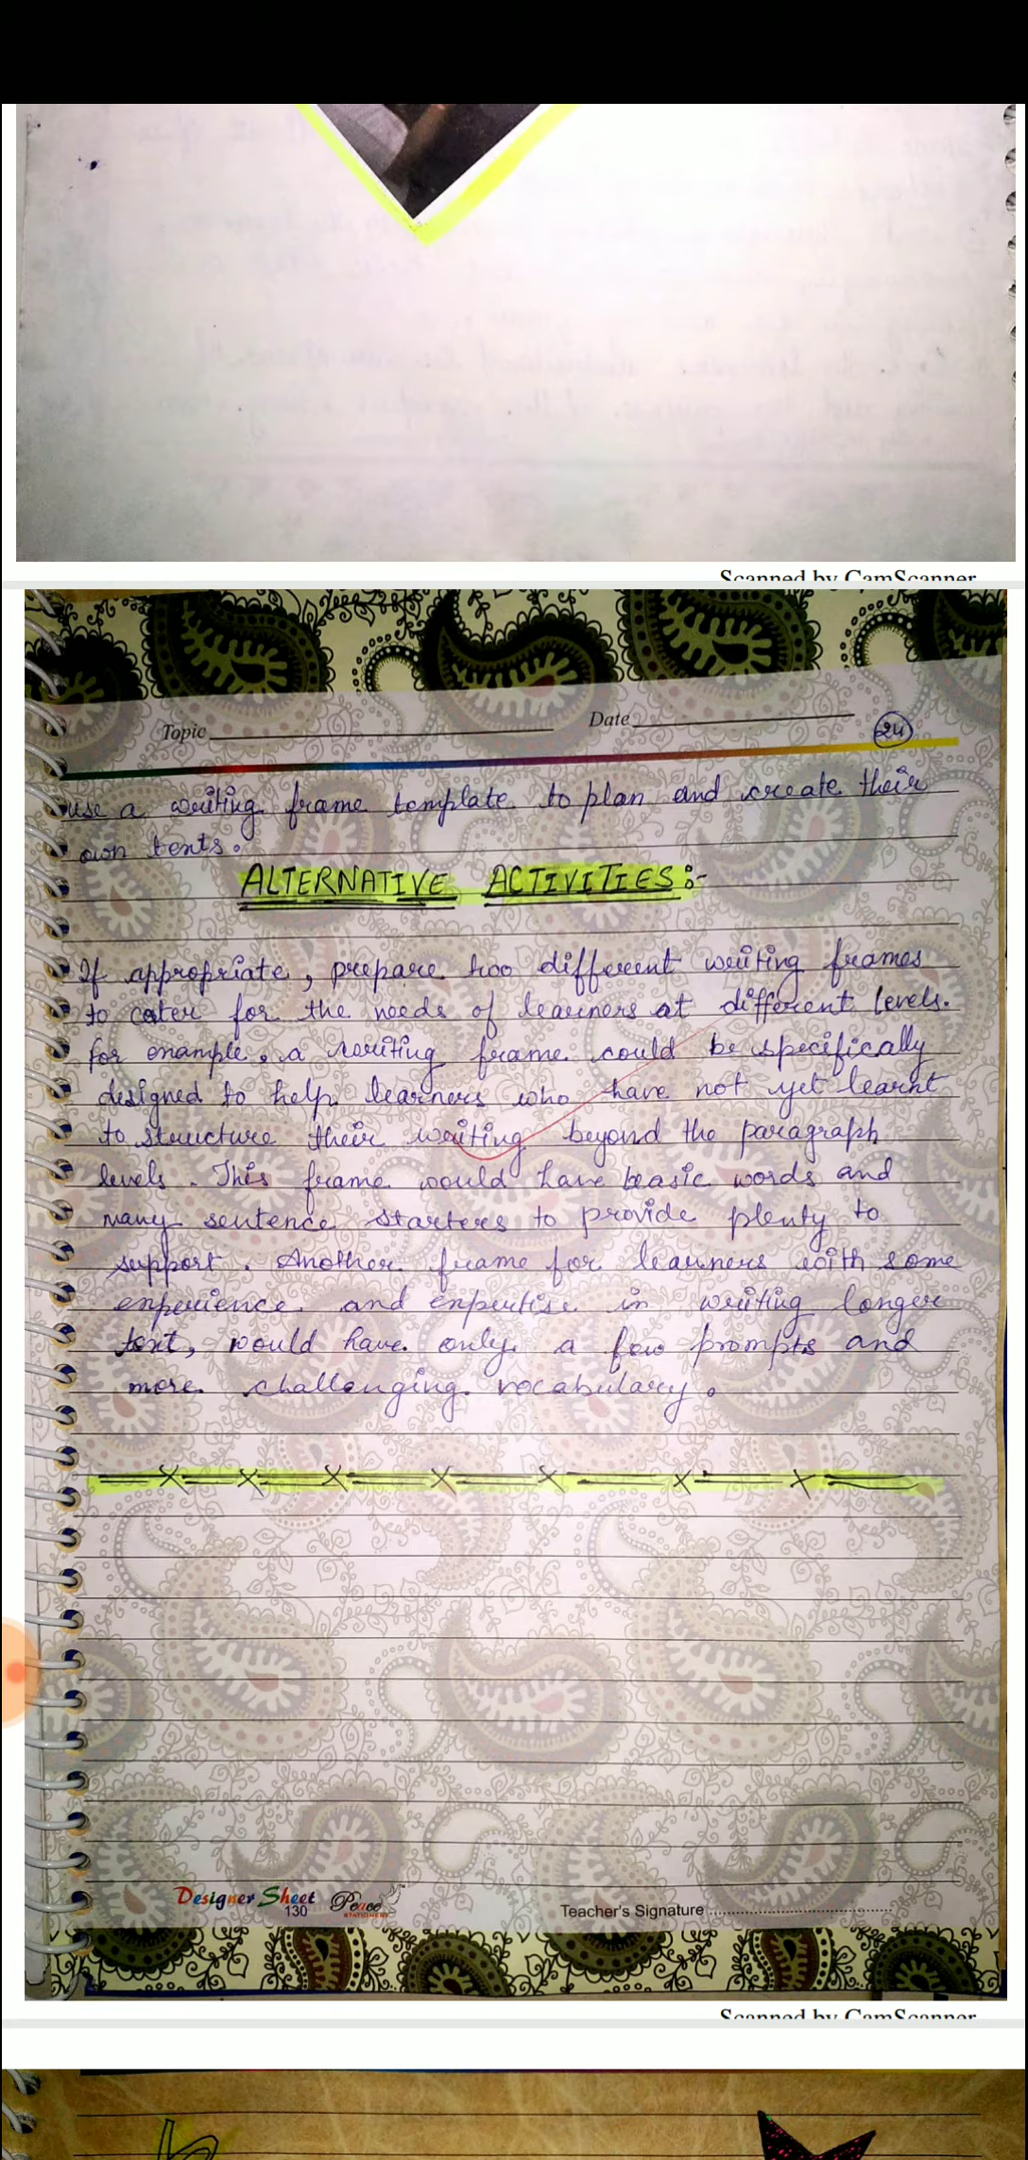 Scanned by CamScanner
Topic
Date
24
use a writing frame template to plan and create their
own texts.
ALTERNATIVE ACTIVITIES:-
If appropriate, prepare two different writing frames
to cater for the needs of learners at different levels.
for example, a writing frame could be specifically
designed to help learners who have not yet learnt
to structure their writing beyond the paragraph
levels. This frame would have basic words and
many sentence starters to provide plenty to
support. Another frame for learners with some
experience and expertise in writing longer
text, would have only a few prompts and
more challenging vocabulary.
Designer Sheet
130
Peace
STATIONERY
Teacher's Signature
Scanned by CamScanner